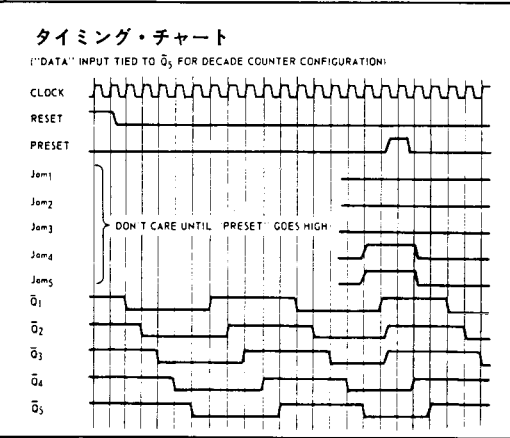 タイミング・チャート
("DATA" INPUT TIED TO Q̄5 FOR DECADE COUNTER CONFIGURATION)
CLOCK
RESET
PRESET
Jam1
Jam2
Jam3
DON'T CARE UNTIL "PRESET" GOES HIGH
Jam4
Jam5
Q̄1
Q̄2
Q̄3
Q̄4
Q̄5